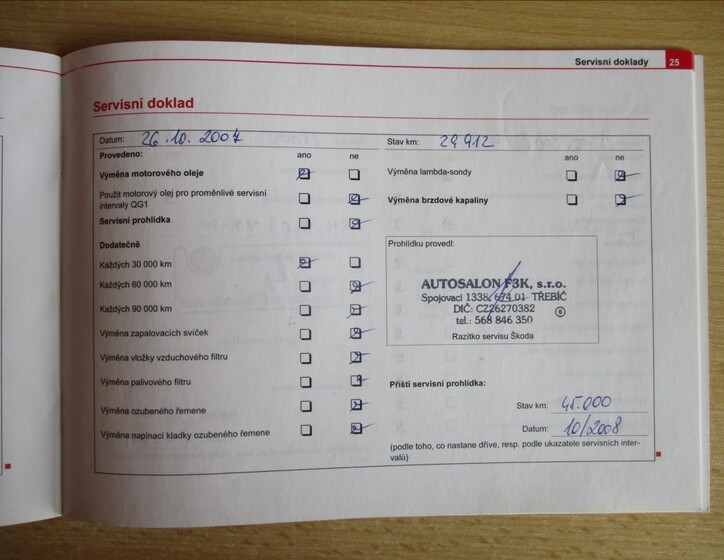 Servisní doklady 25
Servisní doklad
Datum: 26.10.2007 Stav km: 29912
Provedeno: ano ne ano ne
Výměna motorového oleje
Použit motorový olej pro proměnlivé servisní
intervaly QG1
Servisní prohlídka
Dodatečně
Každých 30 000 km
Každých 60 000 km
Každých 90 000 km
Výměna zapalovacích svíček
Výměna vložky vzduchového filtru
Výměna palivového filtru
Výměna ozubeného řemene
Výměna napínací kladky ozubeného řemene
Výměna lambda-sondy
Výměna brzdové kapaliny
Prohlídku provedl:
AUTOSALON F3K, s.r.o.
Spojovací 1338, 674 01 TŘEBÍČ
DIČ: CZ26270382
tel.: 568 846 350 6
Razítko servisu Škoda
Příští servisní prohlídka:
Stav km: 45.000
Datum: 10/2008
(podle toho, co nastane dříve, resp. podle ukazatele servisních inter-
valů)